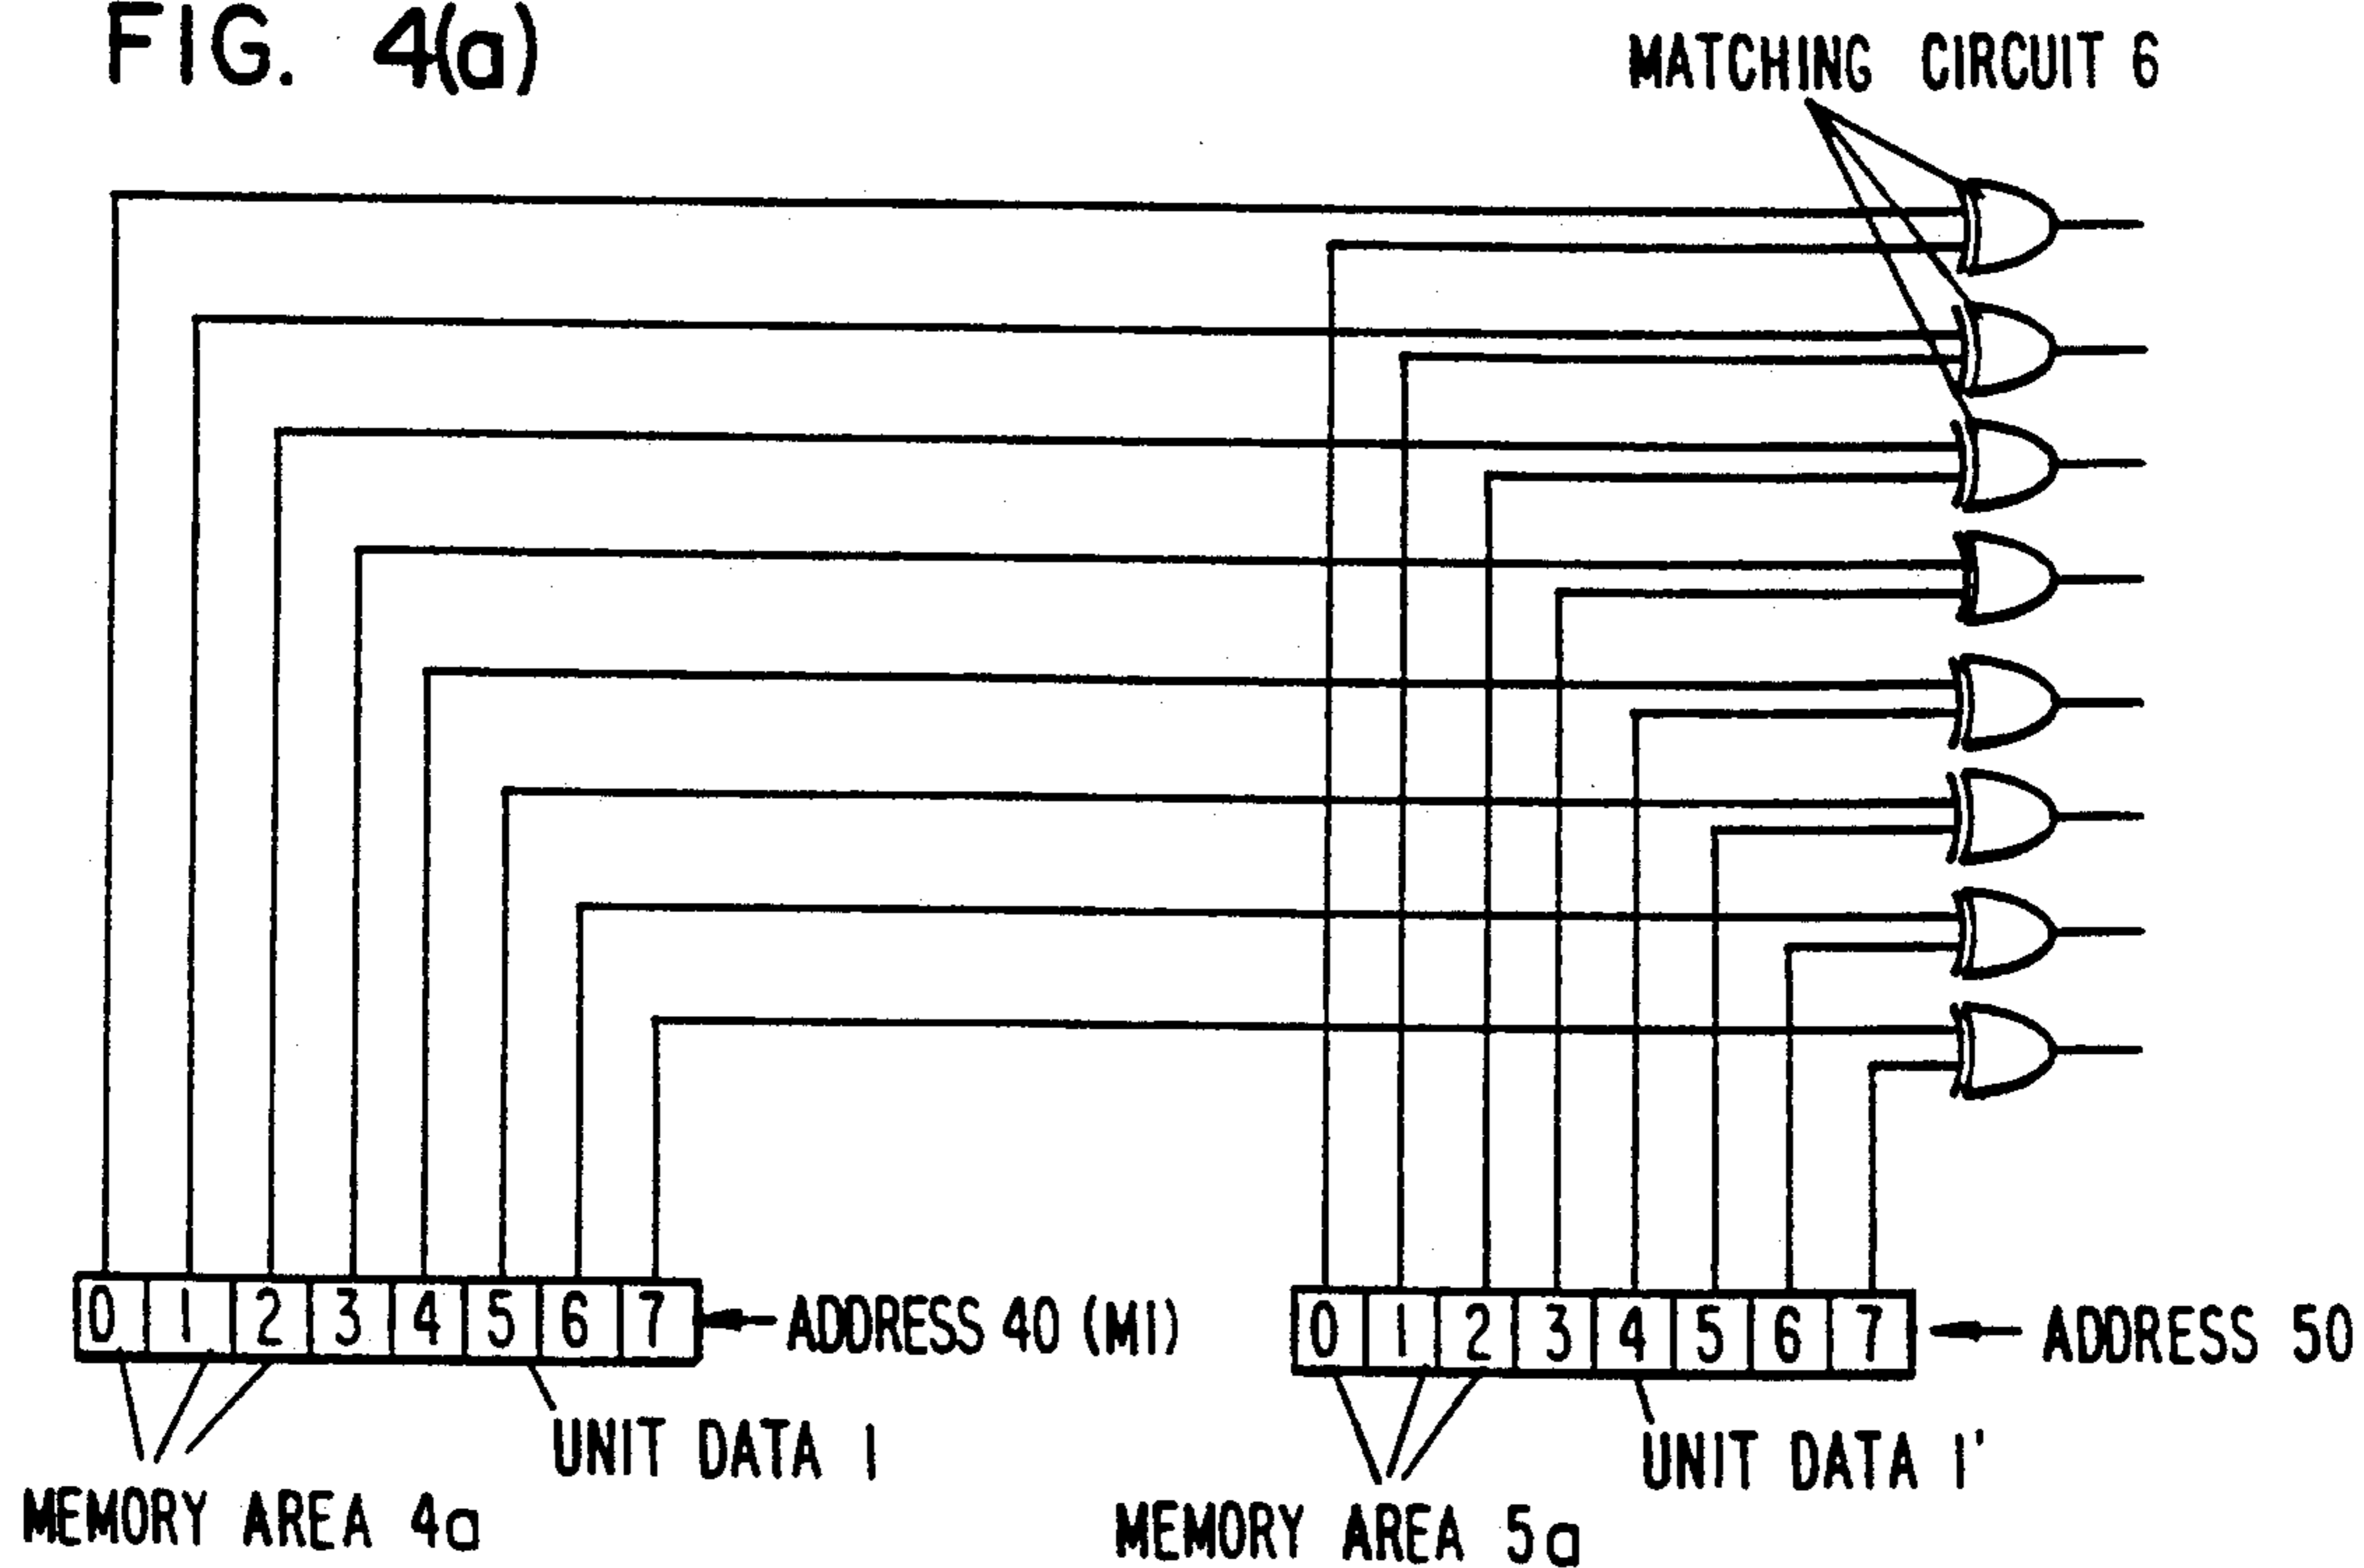 FIG. 4(a)
MATCHING CIRCUIT 6
0 1 2 3 4 5 6 7
ADDRESS 40 (M1)
0 1 2 3 4 5 6 7
ADDRESS 50
UNIT DATA 1
UNIT DATA 1'
MEMORY AREA 4a
MEMORY AREA 5a